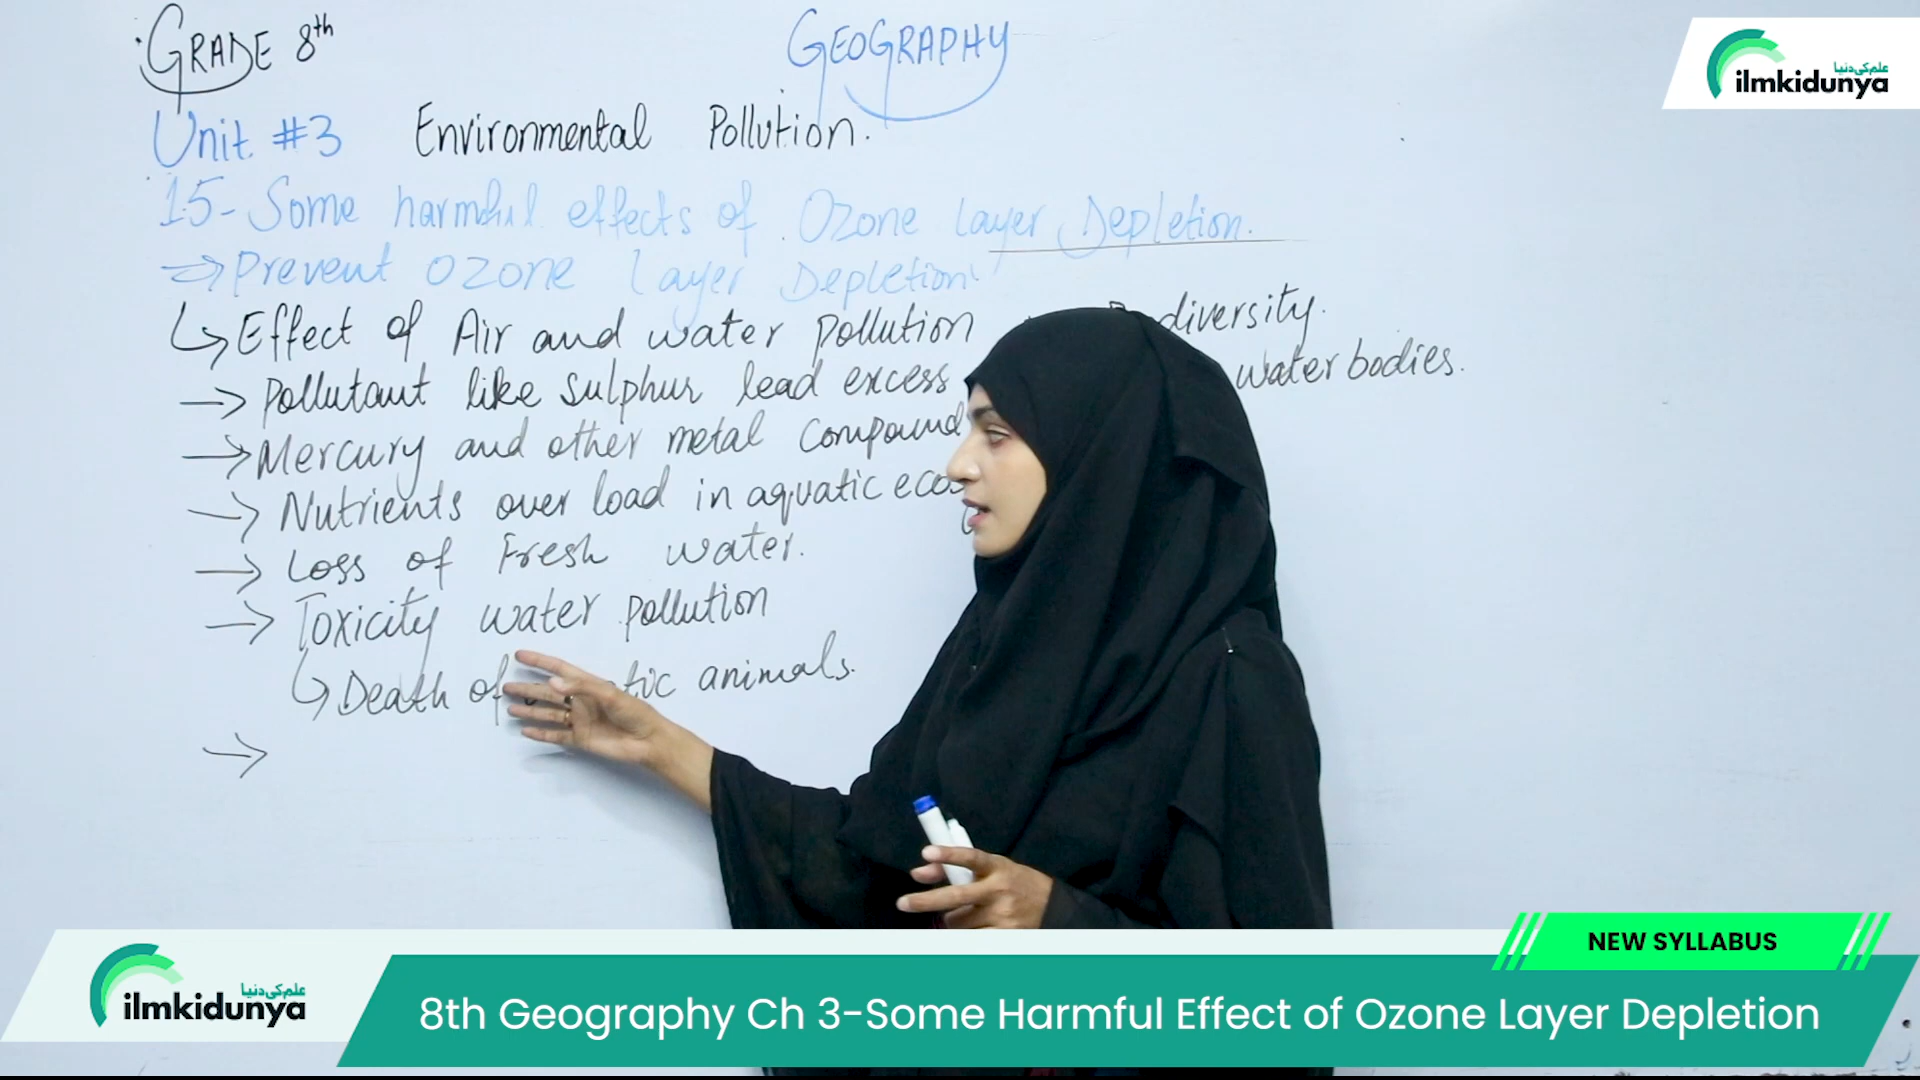 GRADE 8th
GEOGRAPHY
علم کی دنیا
ilmkidunya
Unit #3 Environmental Pollution.
15- Some harmful effects of Ozone Layer Depletion.
⇒ Prevent Ozone Layer Depletion.
↳ Effect of Air and water pollution diversity.
→ Pollutant like Sulphur lead excess water bodies.
→ Mercury and other metal Compound
→ Nutrients over load in aquatic ecos
→ Loss of Fresh water.
→ Toxicity water pollution
↳ Death of tic animals.
→
NEW SYLLABUS
علم کی دنیا
ilmkidunya
8th Geography Ch 3-Some Harmful Effect of Ozone Layer Depletion